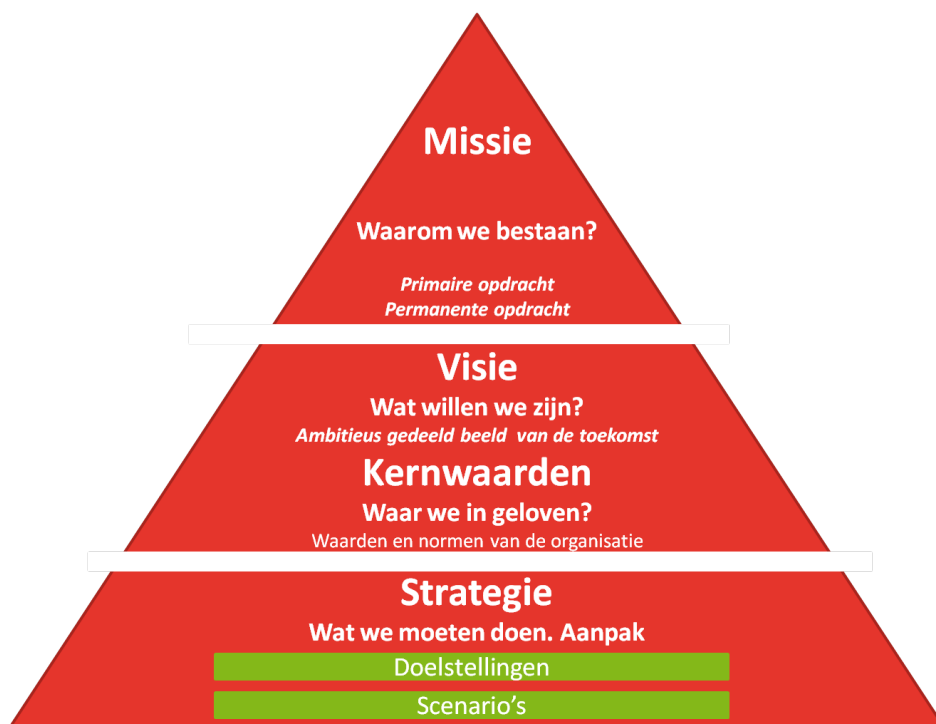 Missie
Waarom we bestaan?
Primaire opdracht
Permanente opdracht
Visie
Wat willen we zijn?
Ambitieus gedeeld beeld van de toekomst
Kernwaarden
Waar we in geloven?
Waarden en normen van de organisatie
Strategie
Wat we moeten doen. Aanpak
Doelstellingen
Scenario's